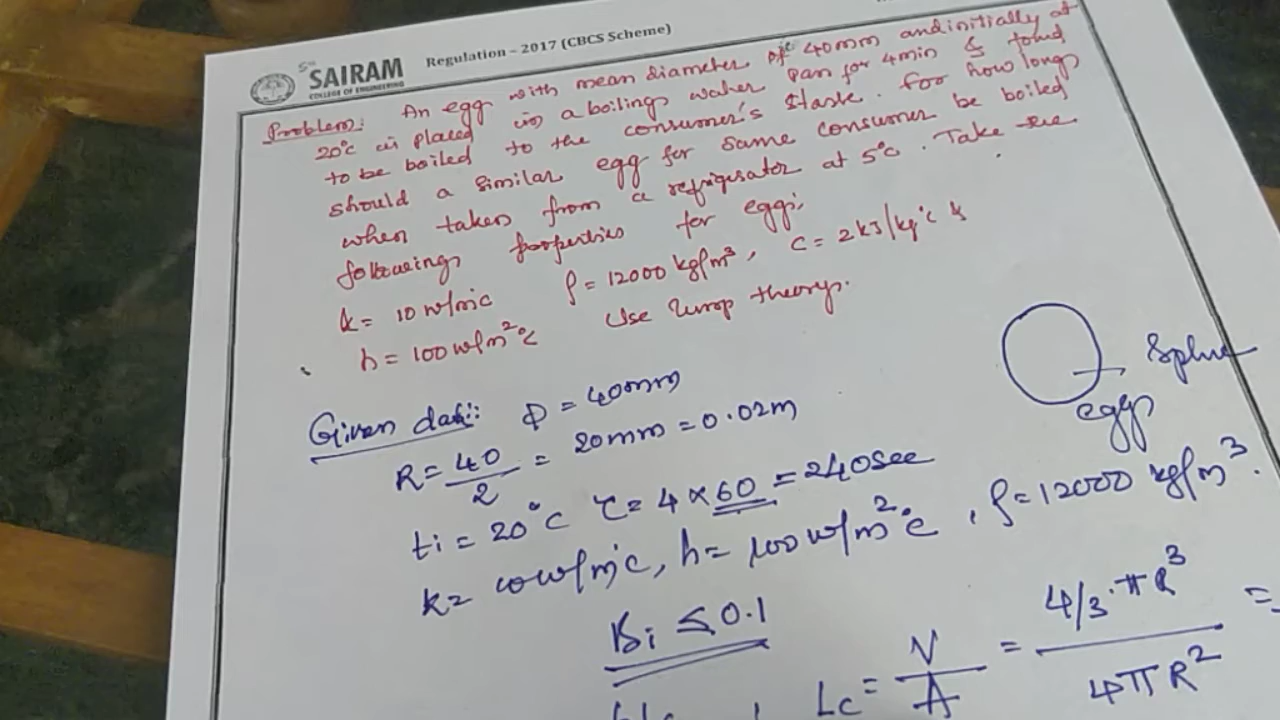 Regulation – 2017 (CBCS Scheme)
SAIRAM
COLLEGE OF ENGINEERING
Problem: An egg with mean diameter of 40mm and initially at
20°C is placed in a boiling water pan for 4min & found
to be boiled to the consumer's taste. For how long
should a similar egg for same consumer be boiled
when taken from a refrigerator at 5°C. Take the
following properties for egg:
k = 10 W/m°C ρ = 12000 kg/m³, C = 2kJ/kg°C &
h = 100 W/m²°C Use lump theory.
Given data: Φ = 40mm
R = 40/2 = 20mm = 0.02m
Sphere
egg
ti = 20°C τ = 4 × 60 = 240 Sec
k = 10 W/m°C, h = 100 W/m²°C, ρ = 12000 kg/m³.
Bi ≤ 0.1
Lc = V/A = 4/3·πR³ / 4πR² =